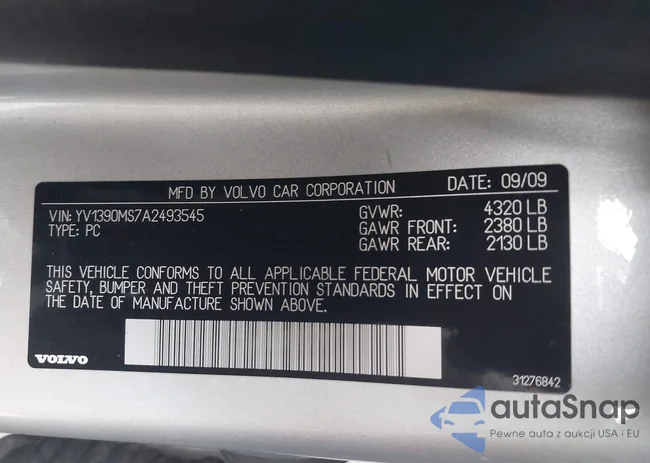 MFD BY VOLVO CAR CORPORATION DATE: 09/09
VIN: YV1390MS7A2493545 GVWR: 4320 LB
TYPE: PC GAWR FRONT: 2380 LB
GAWR REAR: 2130 LB
THIS VEHICLE CONFORMS TO ALL APPLICABLE FEDERAL MOTOR VEHICLE
SAFETY, BUMPER AND THEFT PREVENTION STANDARDS IN EFFECT ON
THE DATE OF MANUFACTURE SHOWN ABOVE.
VOLVO
31276842
autaSnap
Pewne auta z aukcji USA i EU